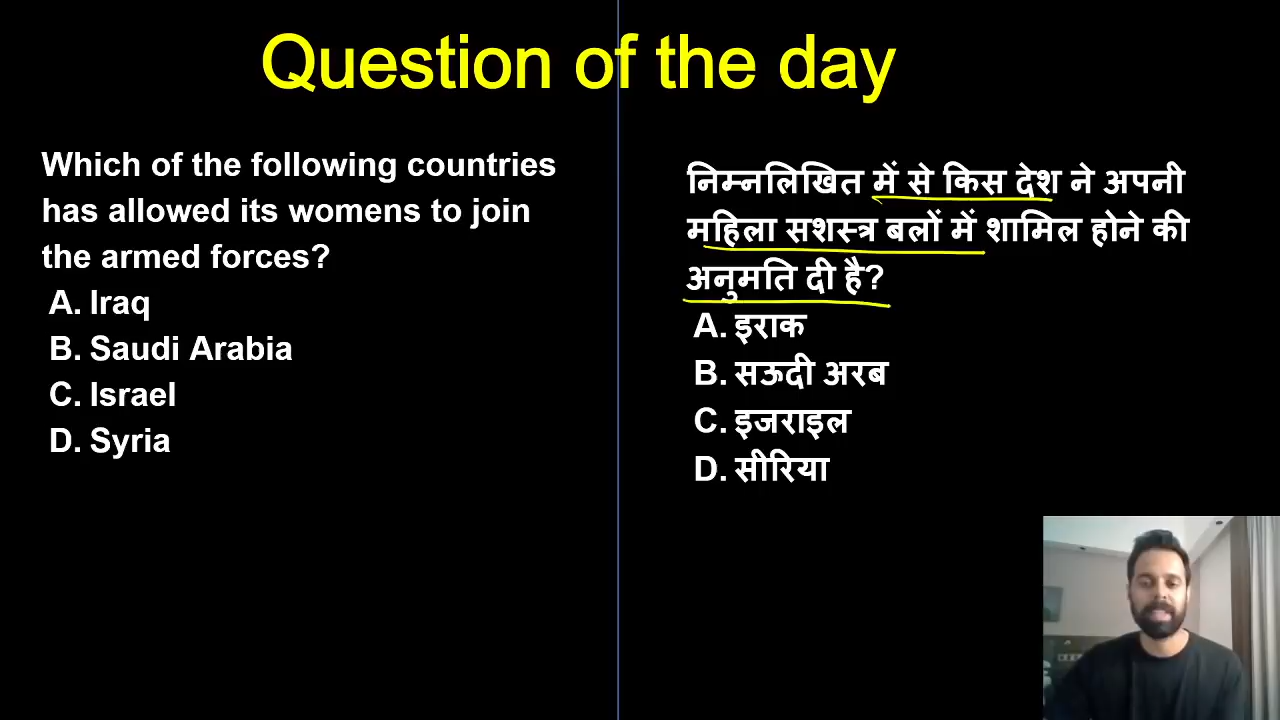 Question of the day
Which of the following countries
has allowed its womens to join
the armed forces?
A. Iraq
B. Saudi Arabia
C. Israel
D. Syria
निम्नलिखित में से किस देश ने अपनी
महिला सशस्त्र बलों में शामिल होने की
अनुमति दी है?
A. इराक
B. सऊदी अरब
C. इजराइल
D. सीरिया